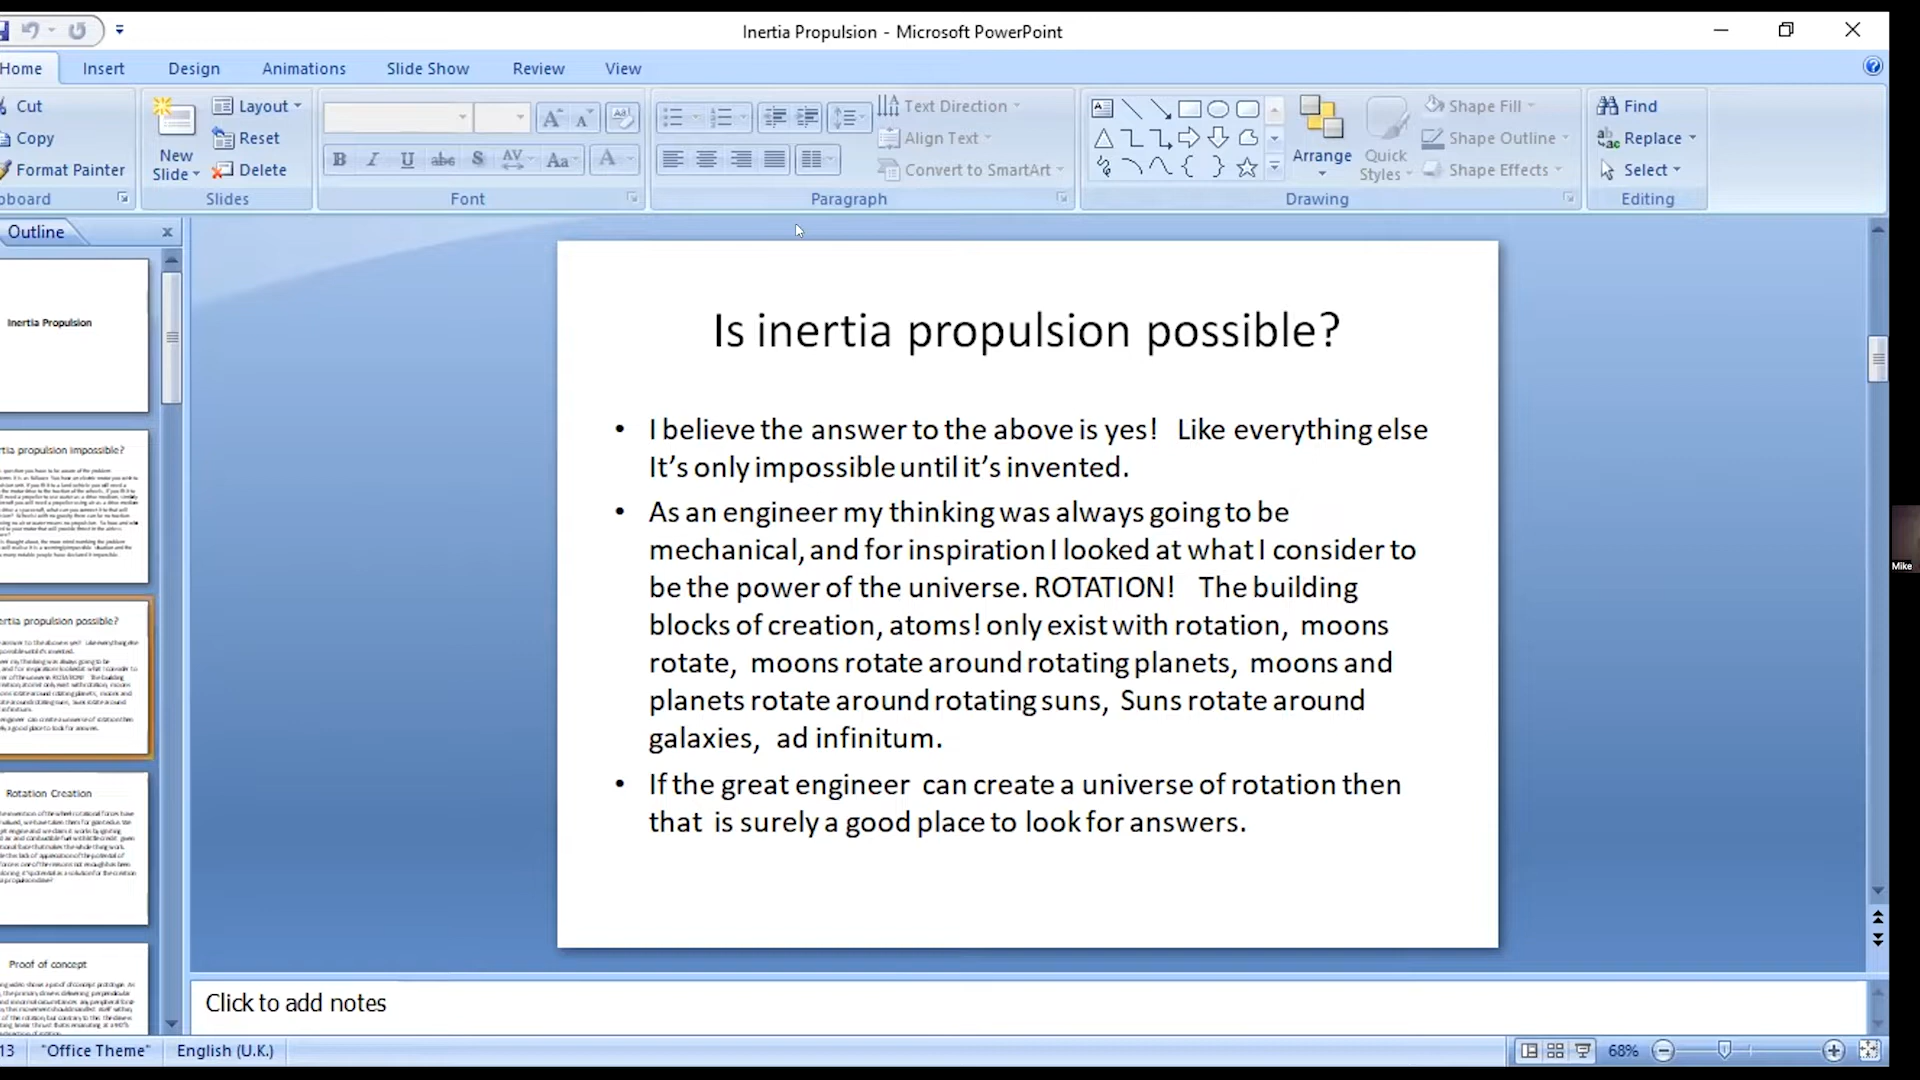 Inertia Propulsion - Microsoft PowerPoint
Home Insert Design Animations Slide Show Review View
Cut
Copy
Format Painter
New
Slide
Layout
Reset
Delete
Slides
Font
Text Direction
Align Text
Convert to SmartArt
Paragraph
Arrange
Quick
Styles
Shape Fill
Shape Outline
Shape Effects
Drawing
Find
Replace
Select
Editing
Outline
Inertia Propulsion
Rotation Creation
Proof of concept
Is inertia propulsion possible?
• I believe the answer to the above is yes! Like everything else
It's only impossible until it's invented.
• As an engineer my thinking was always going to be
mechanical, and for inspiration I looked at what I consider to
be the power of the universe. ROTATION! The building
blocks of creation, atoms! only exist with rotation, moons
rotate, moons rotate around rotating planets, moons and
planets rotate around rotating suns, Suns rotate around
galaxies, ad infinitum.
• If the great engineer can create a universe of rotation then
that is surely a good place to look for answers.
Mike
Click to add notes
13 "Office Theme" English (U.K.) 68%